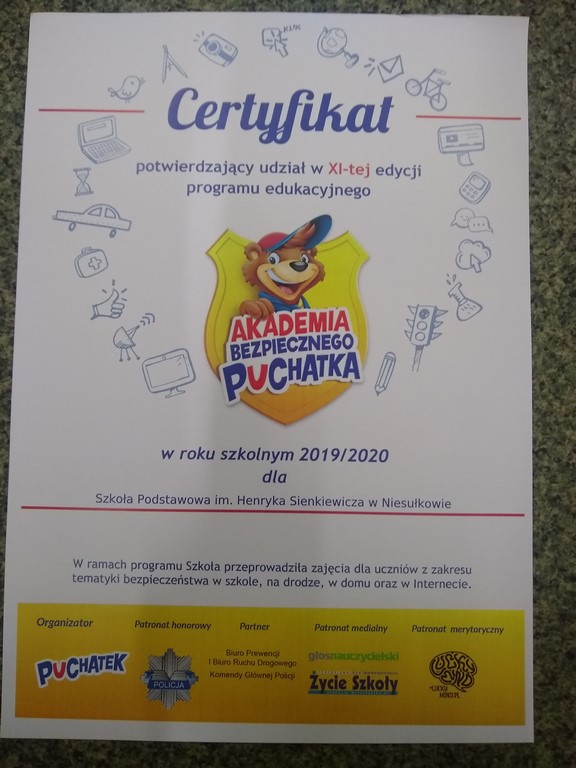 KLIK
Certyfikat
potwierdzający udział w XI-tej edycji
programu edukacyjnego
AKADEMIA
BEZPIECZNEGO
PUCHATKA
w roku szkolnym 2019/2020
dla
Szkoła Podstawowa im. Henryka Sienkiewicza w Niesułkowie
W ramach programu Szkoła przeprowadziła zajęcia dla uczniów z zakresu
tematyki bezpieczeństwa w szkole, na drodze, w domu oraz w Internecie.
Organizator
PUCHATEK
Patronat honorowy
POLICJA
Partner
Biuro Prewencji
I Biuro Ruchu Drogowego
Komendy Głównej Policji
Patronat medialny
głosnauczycielski
Życie Szkoły
Patronat merytoryczny